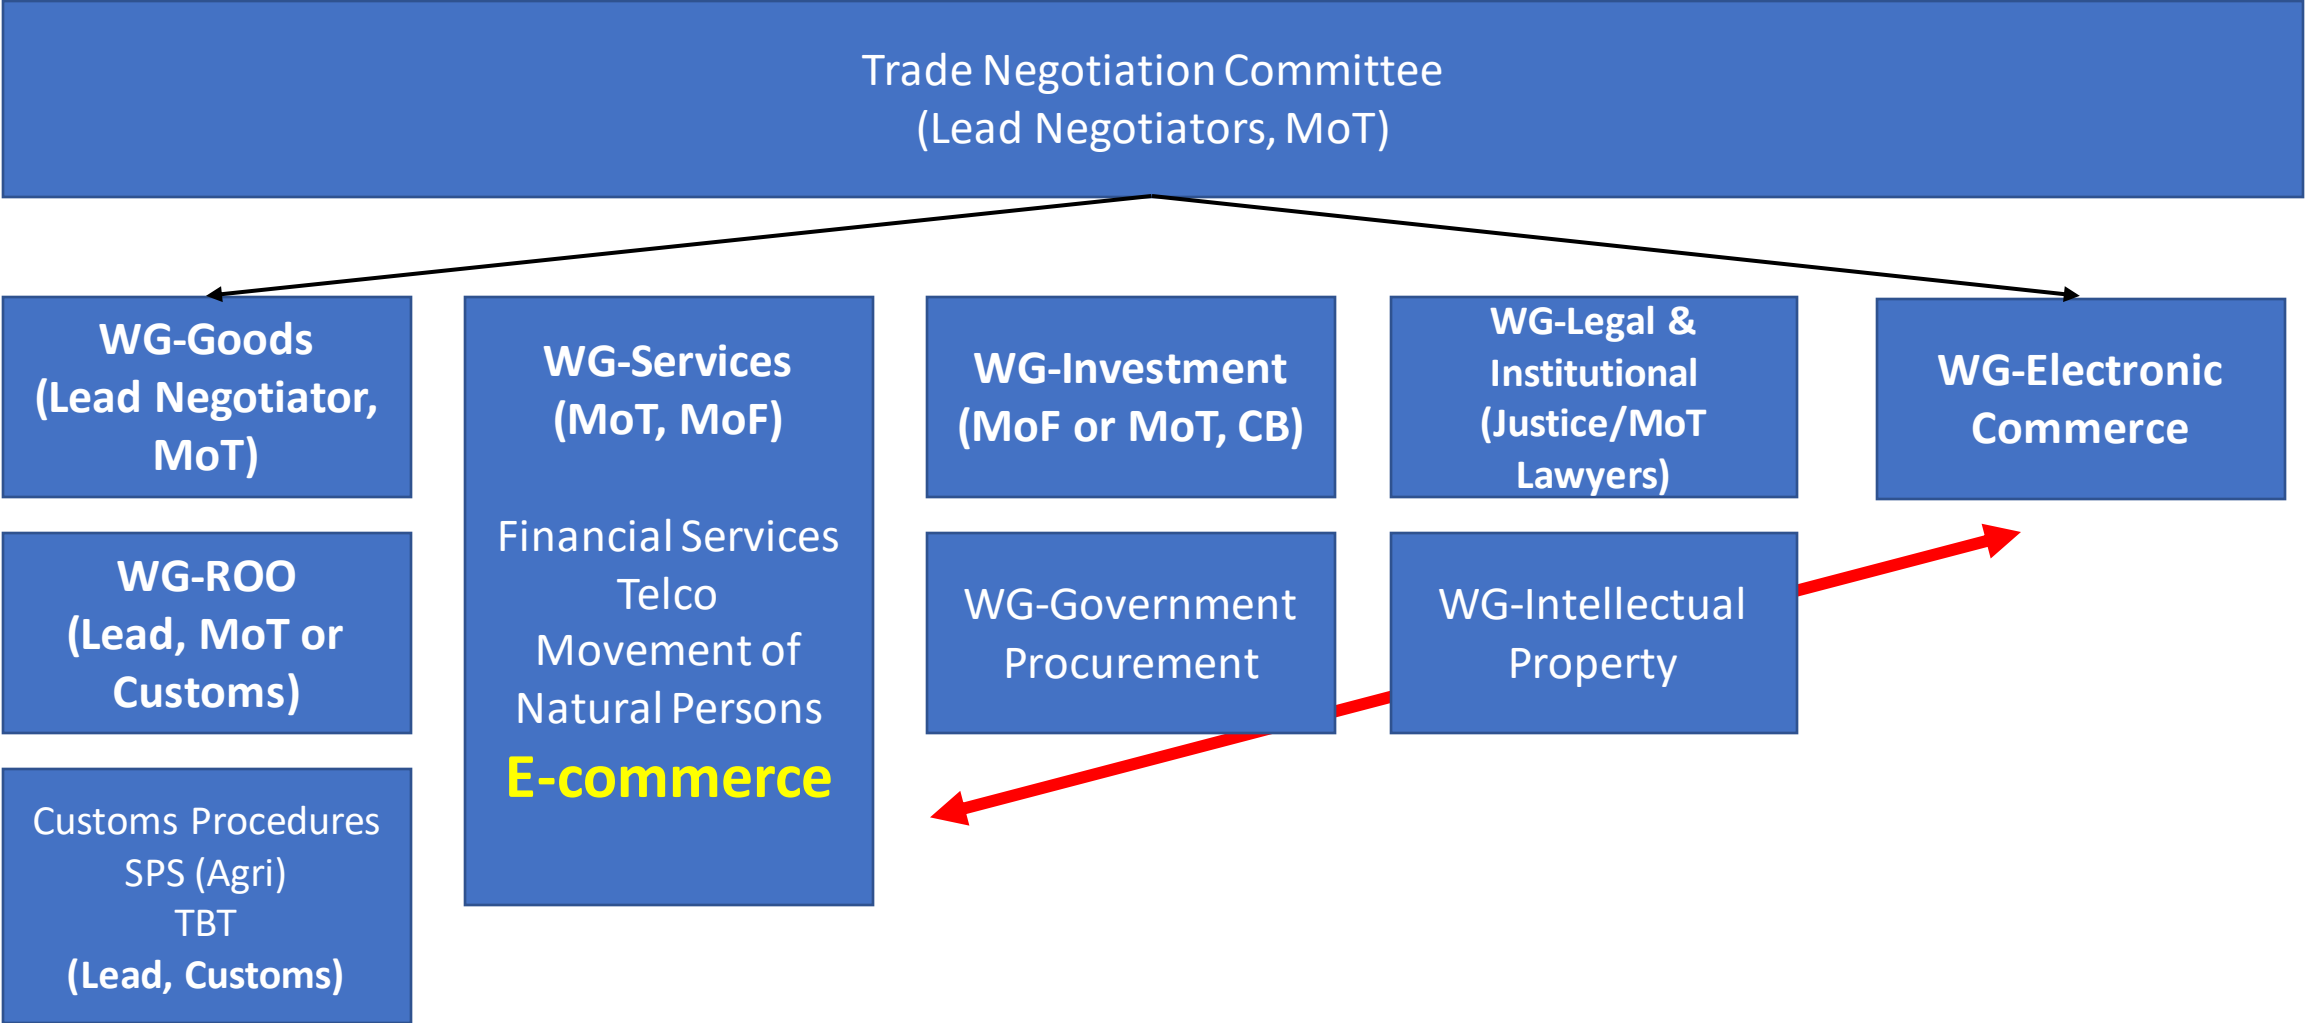 Trade Negotiation Committee
(Lead Negotiators, MoT)
WG-Goods
(Lead Negotiator,
MoT)
WG-ROO
(Lead, MoT or
Customs)
Customs Procedures
SPS (Agri)
TBT
(Lead, Customs)
WG-Services
(MoT, MoF)
Financial Services
Telco
Movement of
Natural Persons
E-commerce
WG-Investment
(MoF or MoT, CB)
WG-Government
Procurement
WG-Legal &
Institutional
(Justice/MoT
Lawyers)
WG-Intellectual
Property
WG-Electronic
Commerce